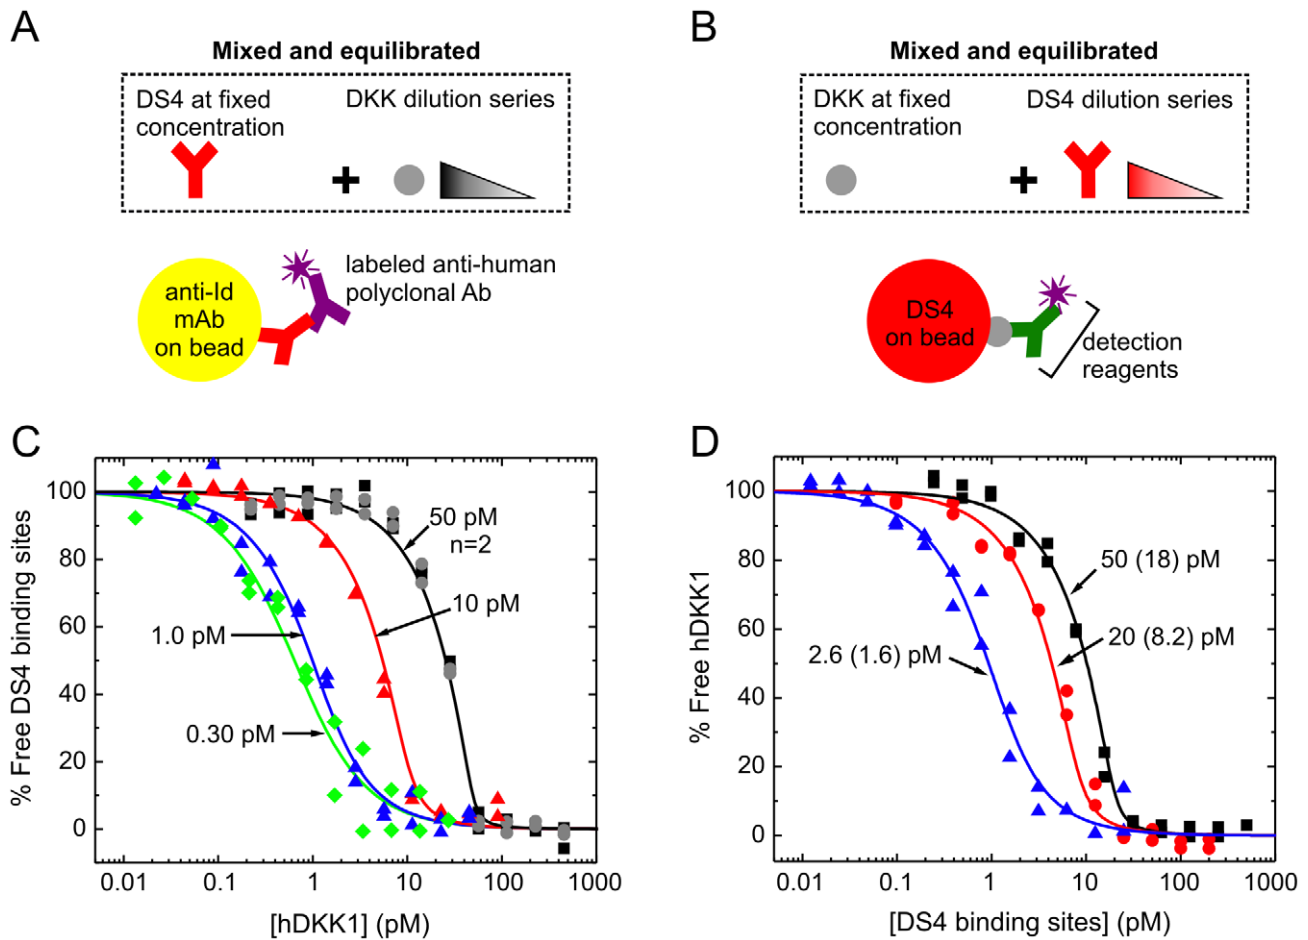 A
Mixed and equilibrated
DS4 at fixed
concentration
DKK dilution series
+
anti-Id
mAb
on bead
labeled anti-human
polyclonal Ab
B
Mixed and equilibrated
DKK at fixed
concentration
DS4 dilution series
+
DS4
on bead
detection
reagents
C
% Free DS4 binding sites
100
80
60
40
20
0
50 pM
n=2
10 pM
1.0 pM
0.30 pM
0.01
0.1
1
10
100
1000
[hDKK1] (pM)
D
% Free hDKK1
100
80
60
40
20
0
50 (18) pM
20 (8.2) pM
2.6 (1.6) pM
0.01
0.1
1
10
100
1000
[DS4 binding sites] (pM)